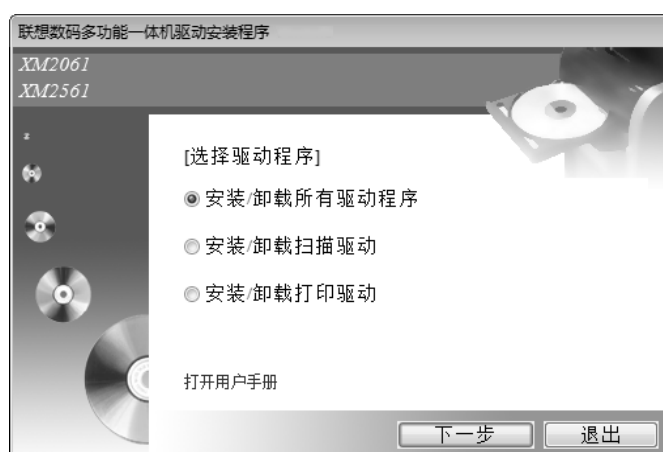 联想数码多功能一体机驱动安装程序
XM2061
XM2561
[选择驱动程序]
安装/卸载所有驱动程序
安装/卸载扫描驱动
安装/卸载打印驱动
打开用户手册
下一步
退出